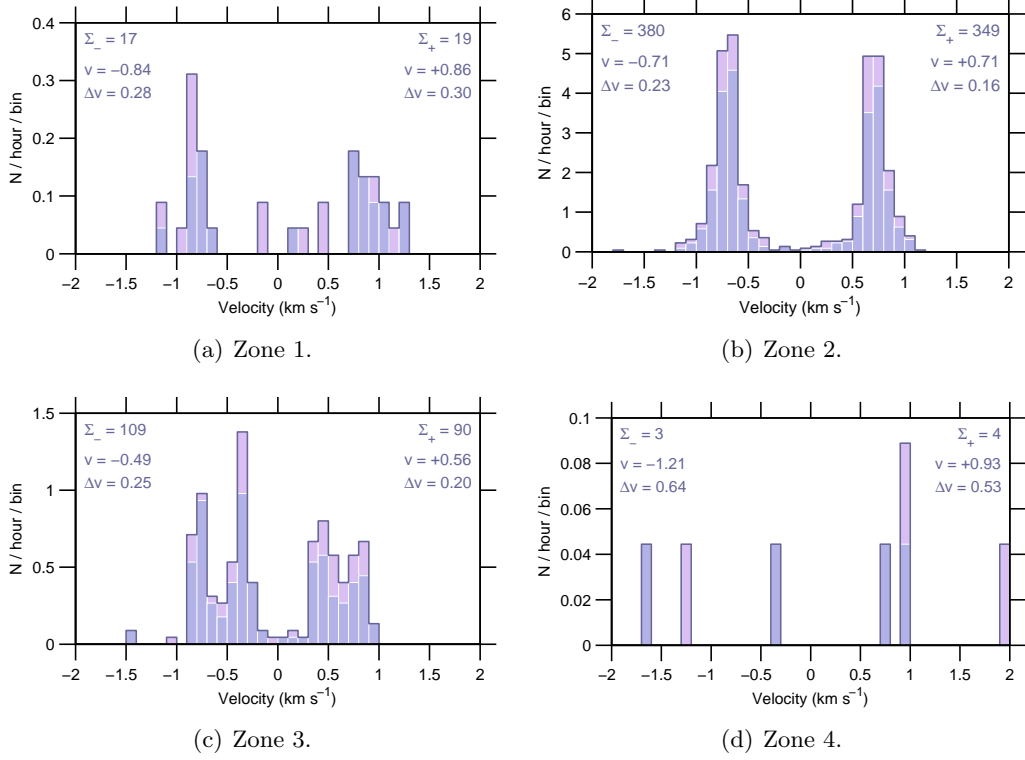 0.4
0.3
0.2
0.1
0
N / hour / bin
Σ₋ = 17
v = −0.84
Δv = 0.28
Σ₊ = 19
v = +0.86
Δv = 0.30
−2 −1.5 −1 −0.5 0 0.5 1 1.5 2
Velocity (km s⁻¹)
(a) Zone 1.
6
5
4
3
2
1
0
N / hour / bin
Σ₋ = 380
v = −0.71
Δv = 0.23
Σ₊ = 349
v = +0.71
Δv = 0.16
−2 −1.5 −1 −0.5 0 0.5 1 1.5 2
Velocity (km s⁻¹)
(b) Zone 2.
1.5
1
0.5
0
N / hour / bin
Σ₋ = 109
v = −0.49
Δv = 0.25
Σ₊ = 90
v = +0.56
Δv = 0.20
−2 −1.5 −1 −0.5 0 0.5 1 1.5 2
Velocity (km s⁻¹)
(c) Zone 3.
0.1
0.08
0.06
0.04
0.02
0
N / hour / bin
Σ₋ = 3
v = −1.21
Δv = 0.64
Σ₊ = 4
v = +0.93
Δv = 0.53
−2 −1.5 −1 −0.5 0 0.5 1 1.5 2
Velocity (km s⁻¹)
(d) Zone 4.